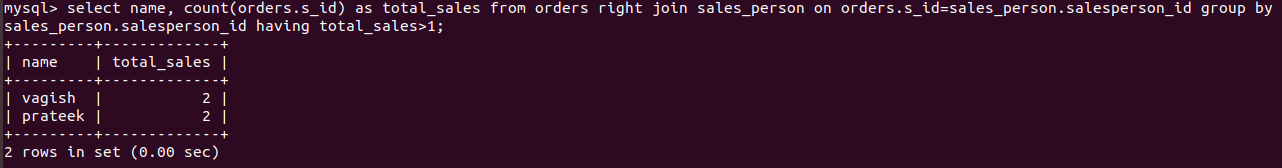 mysql> select name, count(orders.s_id) as total_sales from orders right join sales_person on orders.s_id=sales_person.salesperson_id group by
sales_person.salesperson_id having total_sales>1;
+---------+-------------+
| name    | total_sales |
+---------+-------------+
| vagish  |           2 |
| prateek |           2 |
+---------+-------------+
2 rows in set (0.00 sec)